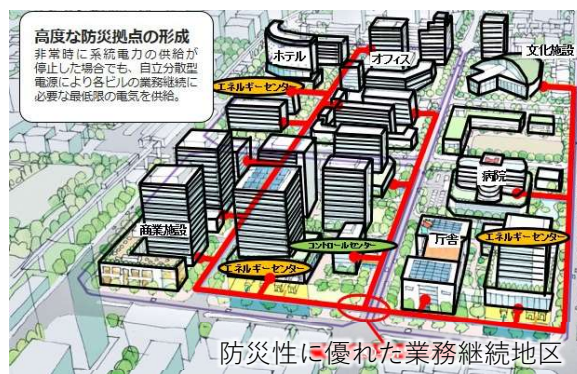 高度な防災拠点の形成
非常時に系統電力の供給が
停止した場合でも、自立分散型
電源により各ビルの業務継続に
必要な最低限の電気を供給。
ホテル
オフィス
文化施設
エネルギーセンター
病院
商業施設
コントロールセンター
庁舎
エネルギーセンター
エネルギーセンター
防災性に優れた業務継続地区